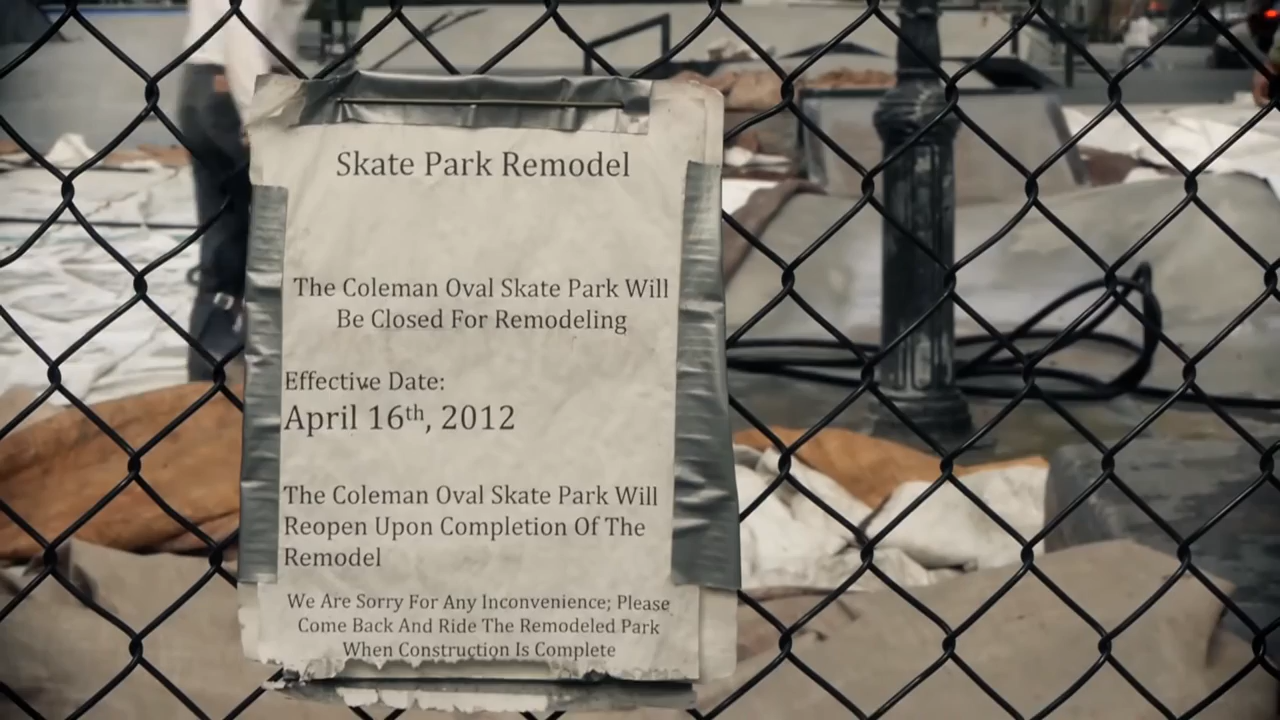 Skate Park Remodel
The Coleman Oval Skate Park Will
Be Closed For Remodeling
Effective Date:
April 16th, 2012
The Coleman Oval Skate Park Will
Reopen Upon Completion Of The
Remodel
We Are Sorry For Any Inconvenience; Please
Come Back And Ride The Remodeled Park
When Construction Is Complete